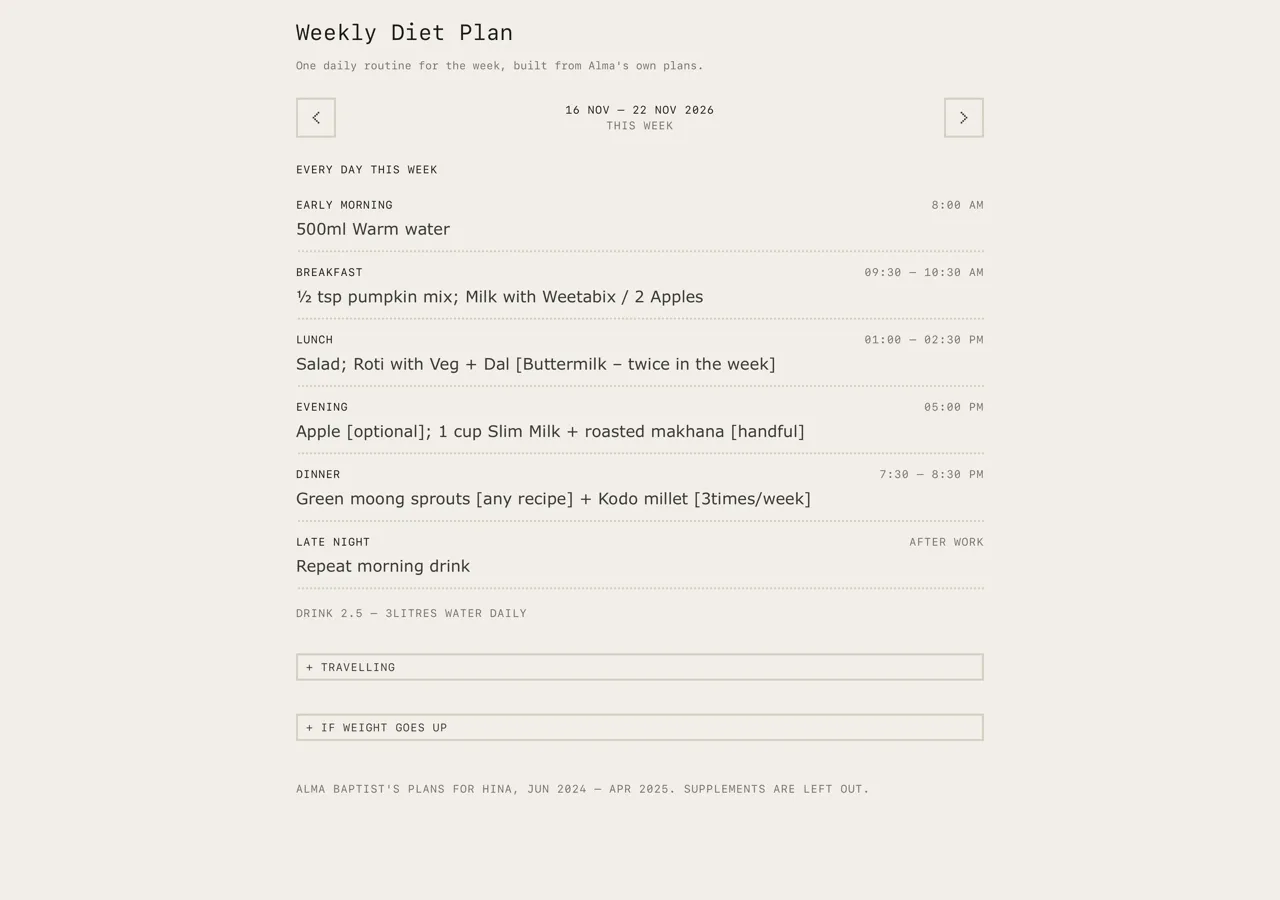 Weekly Diet Plan
One daily routine for the week, built from Alma's own plans.
16 NOV — 22 NOV 2026
THIS WEEK
EVERY DAY THIS WEEK
EARLY MORNING 8:00 AM
500ml Warm water
BREAKFAST 09:30 — 10:30 AM
½ tsp pumpkin mix; Milk with Weetabix / 2 Apples
LUNCH 01:00 — 02:30 PM
Salad; Roti with Veg + Dal [Buttermilk – twice in the week]
EVENING 05:00 PM
Apple [optional]; 1 cup Slim Milk + roasted makhana [handful]
DINNER 7:30 — 8:30 PM
Green moong sprouts [any recipe] + Kodo millet [3times/week]
LATE NIGHT AFTER WORK
Repeat morning drink
DRINK 2.5 — 3LITRES WATER DAILY
+ TRAVELLING
+ IF WEIGHT GOES UP
ALMA BAPTIST'S PLANS FOR HINA, JUN 2024 — APR 2025. SUPPLEMENTS ARE LEFT OUT.